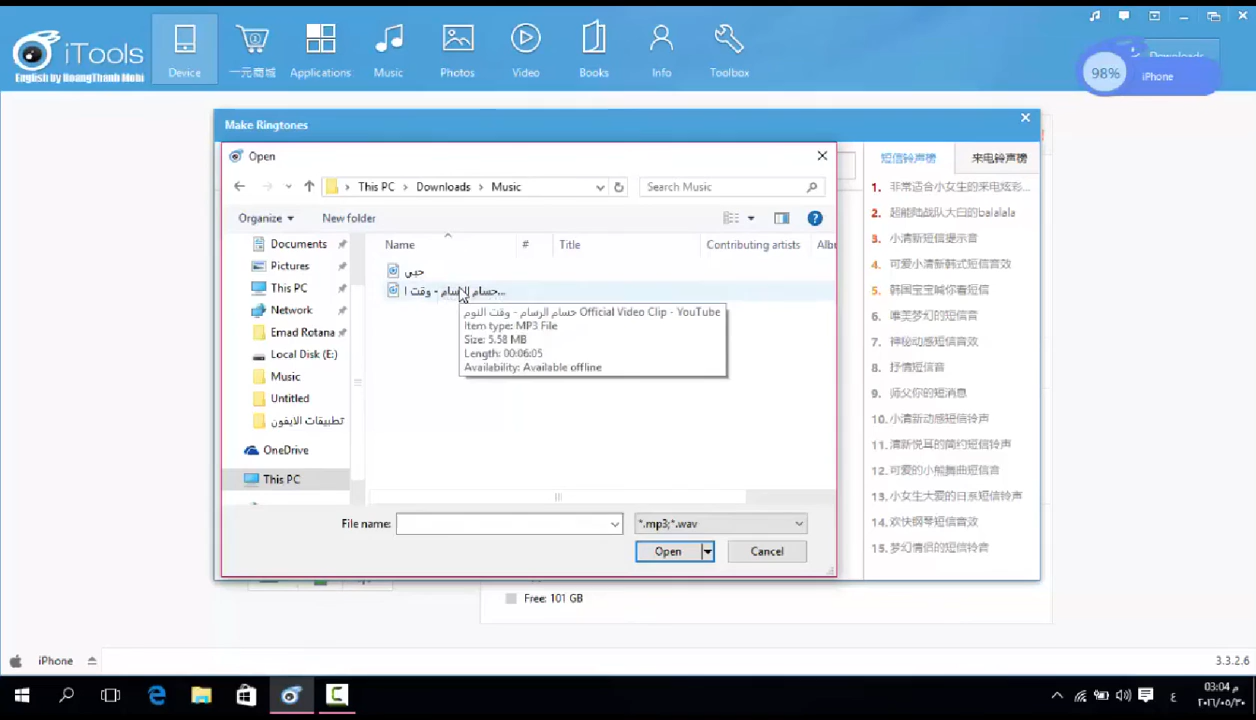 iTools
English by HoangThanh Mobi
Device
一元商城
Applications
Music
Photos
Video
Books
Info
Toolbox
Downloads
98%
iPhone
Make Ringtones
Open
This PC > Downloads > Music
Search Music
Organize
New folder
Name
#
Title
Contributing artists
Albu
Documents
Pictures
This PC
Network
Emad Rotana
Local Disk (E:)
Music
Untitled
تطبيقات الايفون
OneDrive
This PC
حبي
حسام الرسام - وقت ا...
حسام الرسام - وقت النوم Official Video Clip - YouTube
Item type: MP3 File
Size: 5.58 MB
Length: 00:06:05
Availability: Available offline
File name:
*.mp3;*.wav
Open
Cancel
短信铃声榜
来电铃声榜
1. 非常适合小女生的来电炫彩...
2. 超能陆战队大白的balalala
3. 小清新短信提示音
4. 可爱小清新韩式短信音效
5. 韩国宝宝喊你看短信
6. 唯美梦幻的短信音
7. 神秘动感短信音效
8. 抒情短信音
9. 师父你的短消息
10. 小清新动感短信铃声
11. 清新悦耳的简约短信铃声
12. 可爱的小熊舞曲短信音
13. 小女生大爱的日系短信铃声
14. 欢快钢琴短信音效
15. 梦幻情侣的短信铃音
Free: 101 GB
iPhone
3.3.2.6
ع
03:04 م
٢٠١٦/٠٥/٣٠